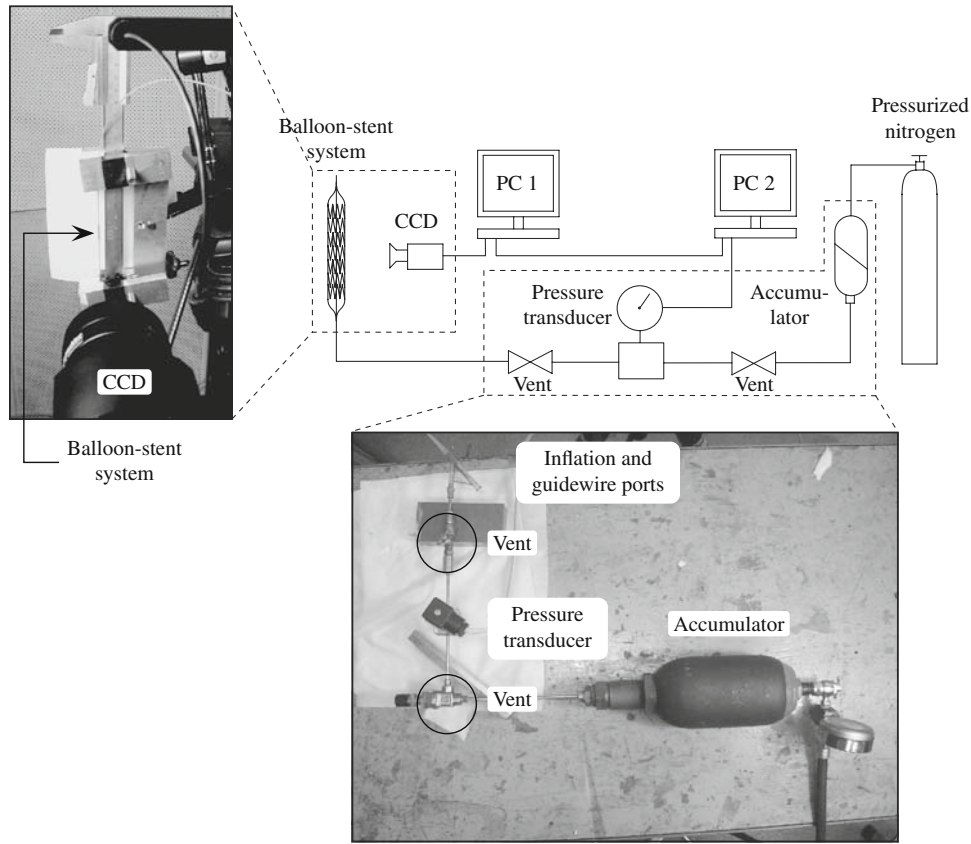 Pressurized
nitrogen
Balloon-stent
system
PC 1
PC 2
CCD
Pressure
transducer
Accumu-
lator
Vent
Vent
CCD
Balloon-stent
system
Inflation and
guidewire ports
Vent
Pressure
transducer
Accumulator
Vent